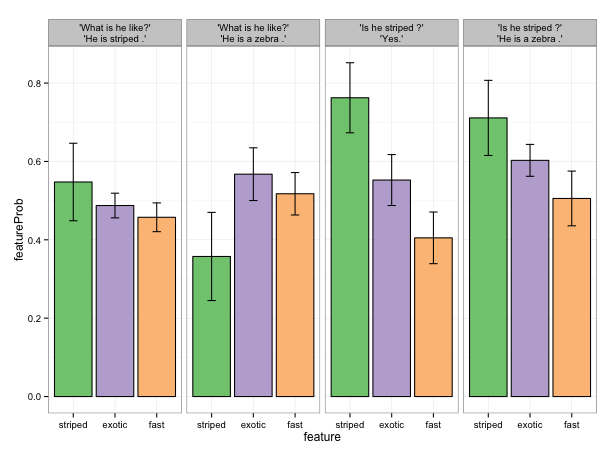 'What is he like?'
'He is striped .'
'What is he like?'
'He is a zebra .'
'Is he striped ?'
'Yes.'
'Is he striped ?'
'He is a zebra .'
featureProb
0.8
0.6
0.4
0.2
0.0
striped exotic fast striped exotic fast striped exotic fast striped exotic fast
feature